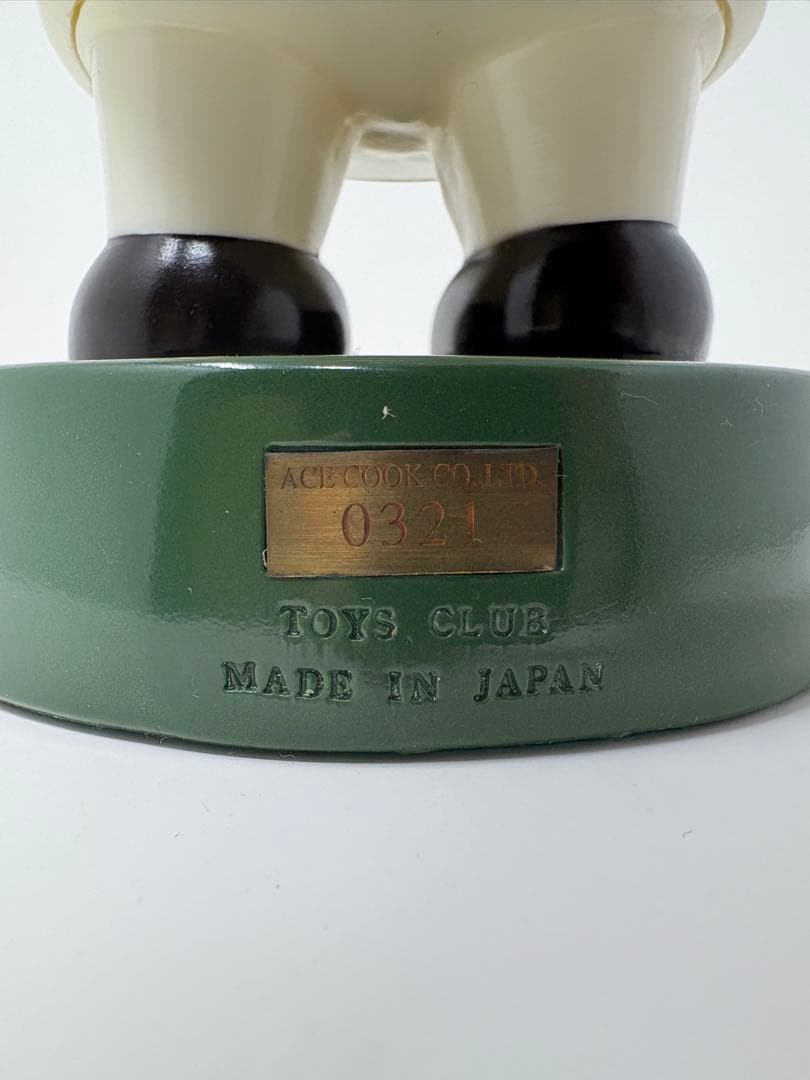 ACE COOK CO.,LTD.
0321
TOYS CLUB
MADE IN JAPAN